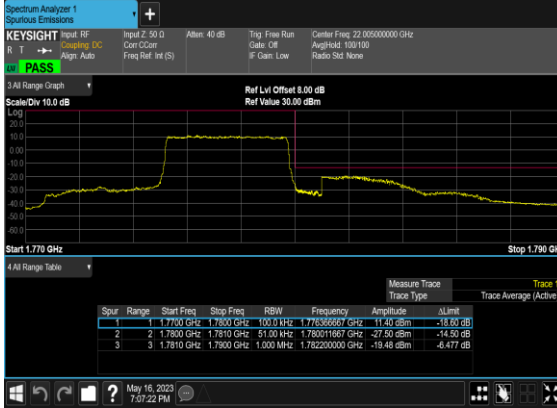 Spectrum Analyzer 1
Spurious Emissions
+
KEYSIGHT Input: RF Input Z: 50 Ω Atten: 40 dB Trig: Free Run Center Freq: 22.005000000 GHz
R T Coupling: DC Corr CCorr Gate: Off Avg|Hold: 100/100
Align: Auto Freq Ref: Int (S) IF Gain: Low Radio Std: None
LXI PASS
3 All Range Graph
Ref Lvl Offset 8.00 dB
Scale/Div 10.0 dB Ref Value 30.00 dBm
Log
20.0
10.0
0.00
-10.0
-20.0
-30.0
-40.0
-50.0
-60.0
Start 1.770 GHz Stop 1.790 GH
4 All Range Table
Measure Trace Trace 1
Trace Type Trace Average (Active
Spur Range Start Freq Stop Freq RBW Frequency Amplitude ΔLimit
1 1 1.7700 GHz 1.7800 GHz 100.0 kHz 1.776366667 GHz 11.40 dBm -18.60 dB
2 2 1.7800 GHz 1.7810 GHz 51.00 kHz 1.780011667 GHz -27.50 dBm -14.50 dB
3 3 1.7810 GHz 1.7900 GHz 1.000 MHz 1.782200000 GHz -19.48 dBm -6.477 dB
? May 16, 2023
7:07:22 PM